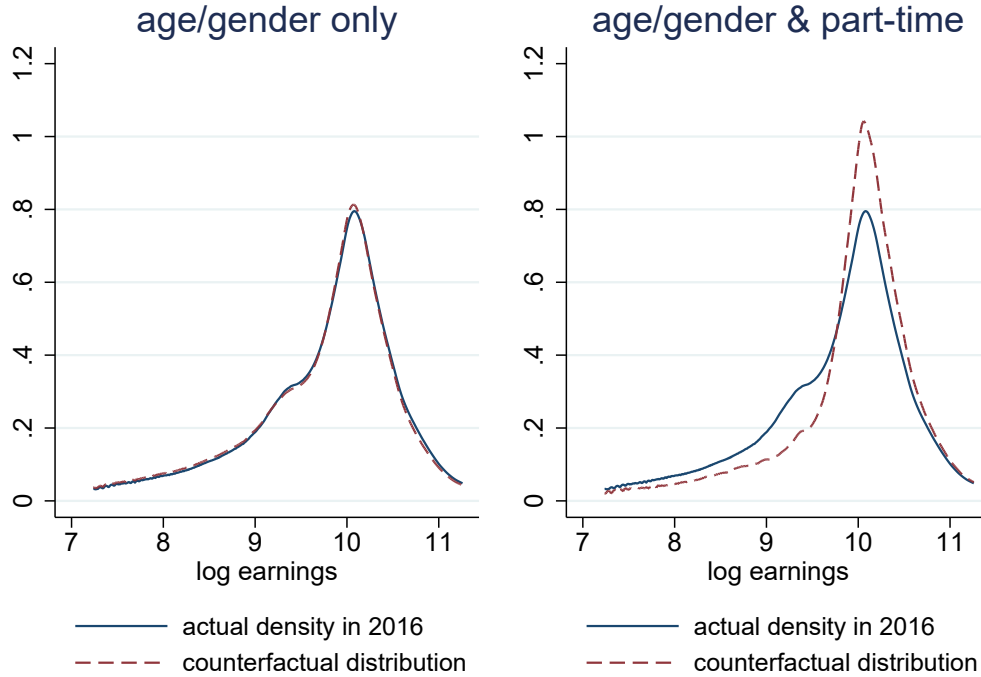 age/gender only
1.2
1
.8
.6
.4
.2
0
7 8 9 10 11
log earnings
actual density in 2016
counterfactual distribution
age/gender & part-time
1.2
1
.8
.6
.4
.2
0
7 8 9 10 11
log earnings
actual density in 2016
counterfactual distribution